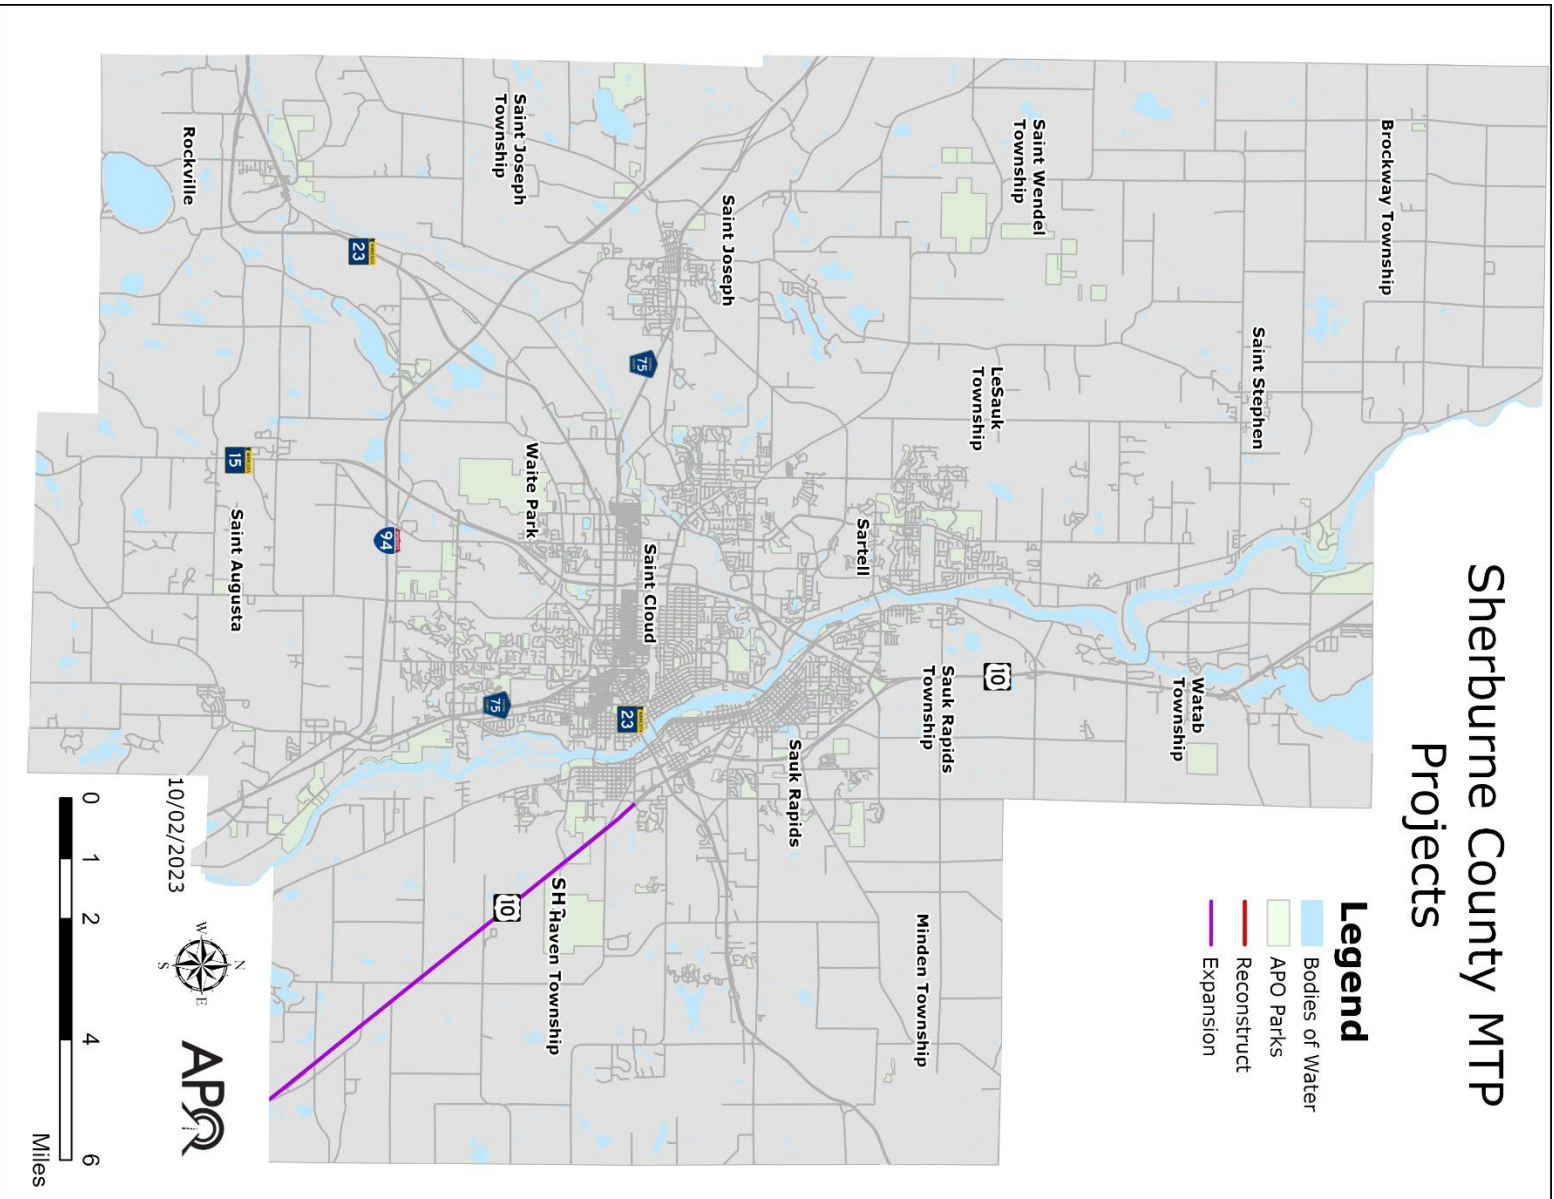 Sherburne County MTP
Projects
Legend
Bodies of Water
APO Parks
Reconstruct
Expansion
Brockway Township
Saint Stephen
Saint Wendel
Township
LeSauk
Township
Watab
Township
10
Sauk Rapids
Township
Sartell
Minden Township
Sauk Rapids
Saint Joseph
75
Saint Cloud
23
Saint Joseph
Township
Waite Park
75
SH
Haven Township
10
94
23
Rockville
15
Saint Augusta
10/02/2023
N
W
E
S
APO
0
1
2
4
6
Miles